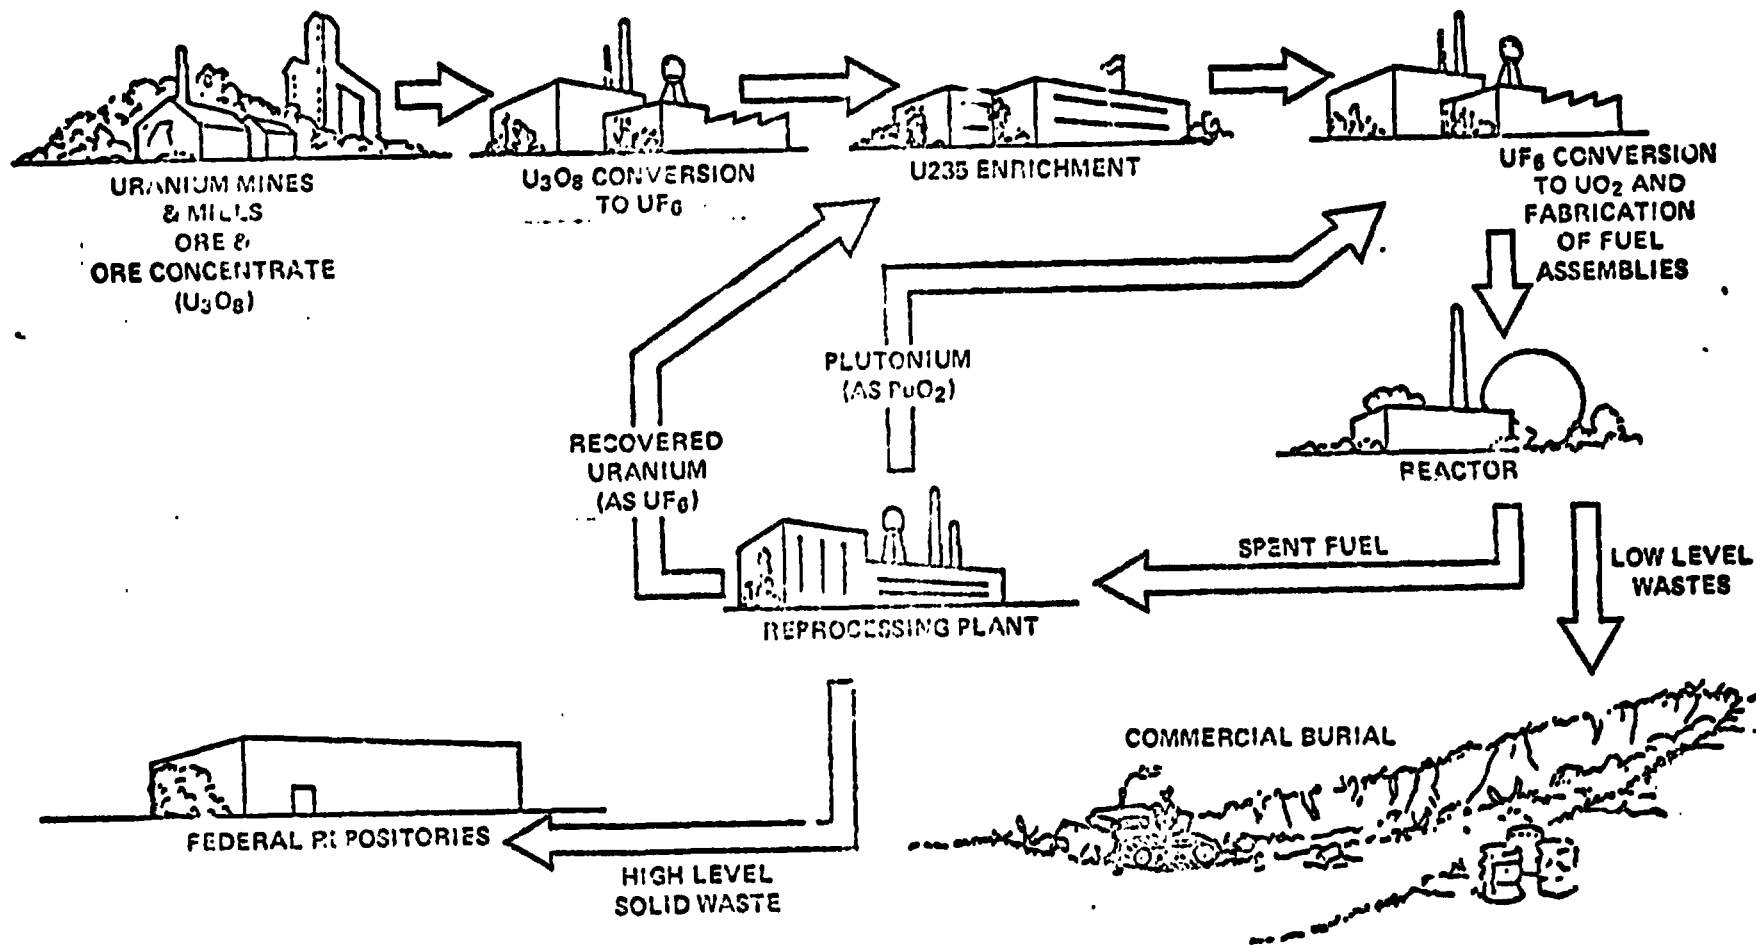 URANIUM MINES
& MILLS
ORE &
ORE CONCENTRATE
(U₃O₈)
U₃O₈ CONVERSION
TO UF₆
U235 ENRICHMENT
UF₆ CONVERSION
TO UO₂ AND
FABRICATION
OF FUEL
ASSEMBLIES
PLUTONIUM
(AS PuO₂)
RECOVERED
URANIUM
(AS UF₆)
REACTOR
SPENT FUEL
LOW LEVEL
WASTES
REPROCESSING PLANT
COMMERCIAL BURIAL
FEDERAL REPOSITORIES
HIGH LEVEL
SOLID WASTE